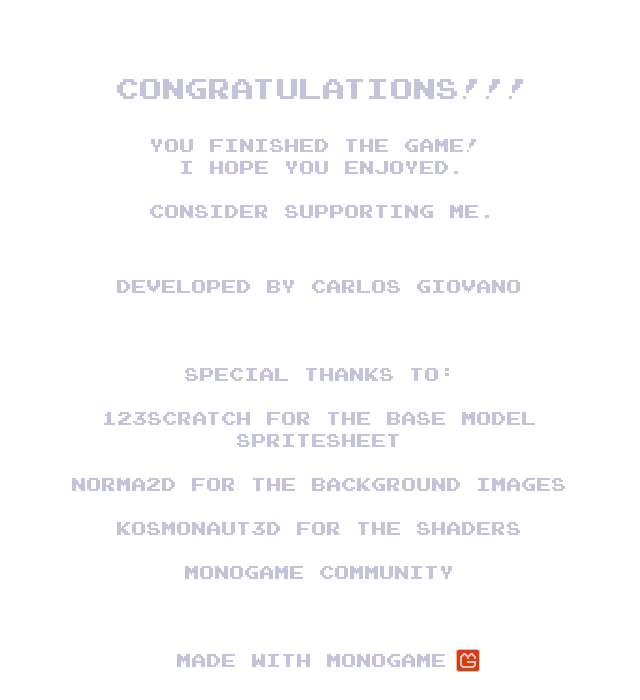 CONGRATULATIONS!!!
YOU FINISHED THE GAME!
I HOPE YOU ENJOYED.
CONSIDER SUPPORTING ME.
DEVELOPED BY CARLOS GIOVANO
SPECIAL THANKS TO:
123SCRATCH FOR THE BASE MODEL
SPRITESHEET
NORMA2D FOR THE BACKGROUND IMAGES
KOSMONAUT3D FOR THE SHADERS
MONOGAME COMMUNITY
MADE WITH MONOGAME